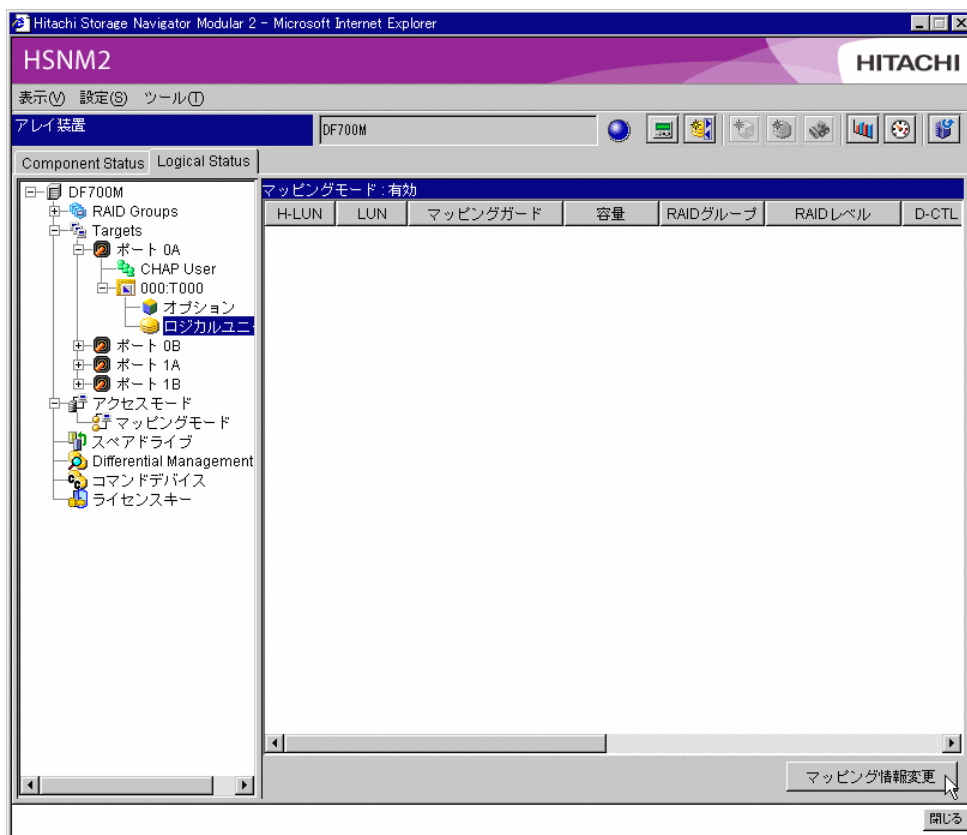 Hitachi Storage Navigator Modular 2 - Microsoft Internet Explorer
HSNM2
HITACHI
表示(V) 設定(S) ツール(T)
アレイ装置
DF700M
Component Status Logical Status
DF700M
RAID Groups
Targets
ポート 0A
CHAP User
000:T000
オプション
ロジカルユニ
ポート 0B
ポート 1A
ポート 1B
アクセスモード
マッピングモード
スペアドライブ
Differential Management
コマンドデバイス
ライセンスキー
マッピングモード : 有効
H-LUN LUN マッピングガード 容量 RAIDグループ RAIDレベル D-CTL
マッピング情報変更
閉じる